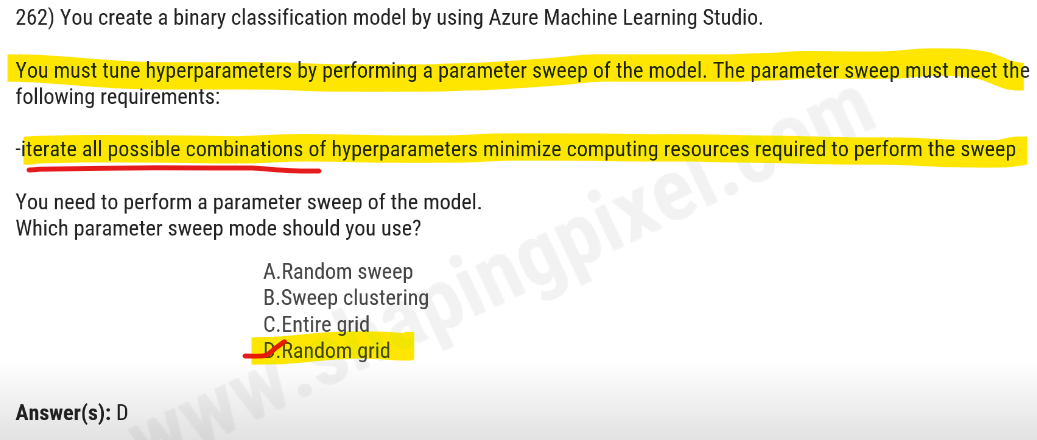 262) You create a binary classification model by using Azure Machine Learning Studio.
You must tune hyperparameters by performing a parameter sweep of the model. The parameter sweep must meet the
following requirements:
-iterate all possible combinations of hyperparameters minimize computing resources required to perform the sweep
You need to perform a parameter sweep of the model.
Which parameter sweep mode should you use?
A.Random sweep
B.Sweep clustering
C.Entire grid
D.Random grid
Answer(s): D
www.shapingpixel.com